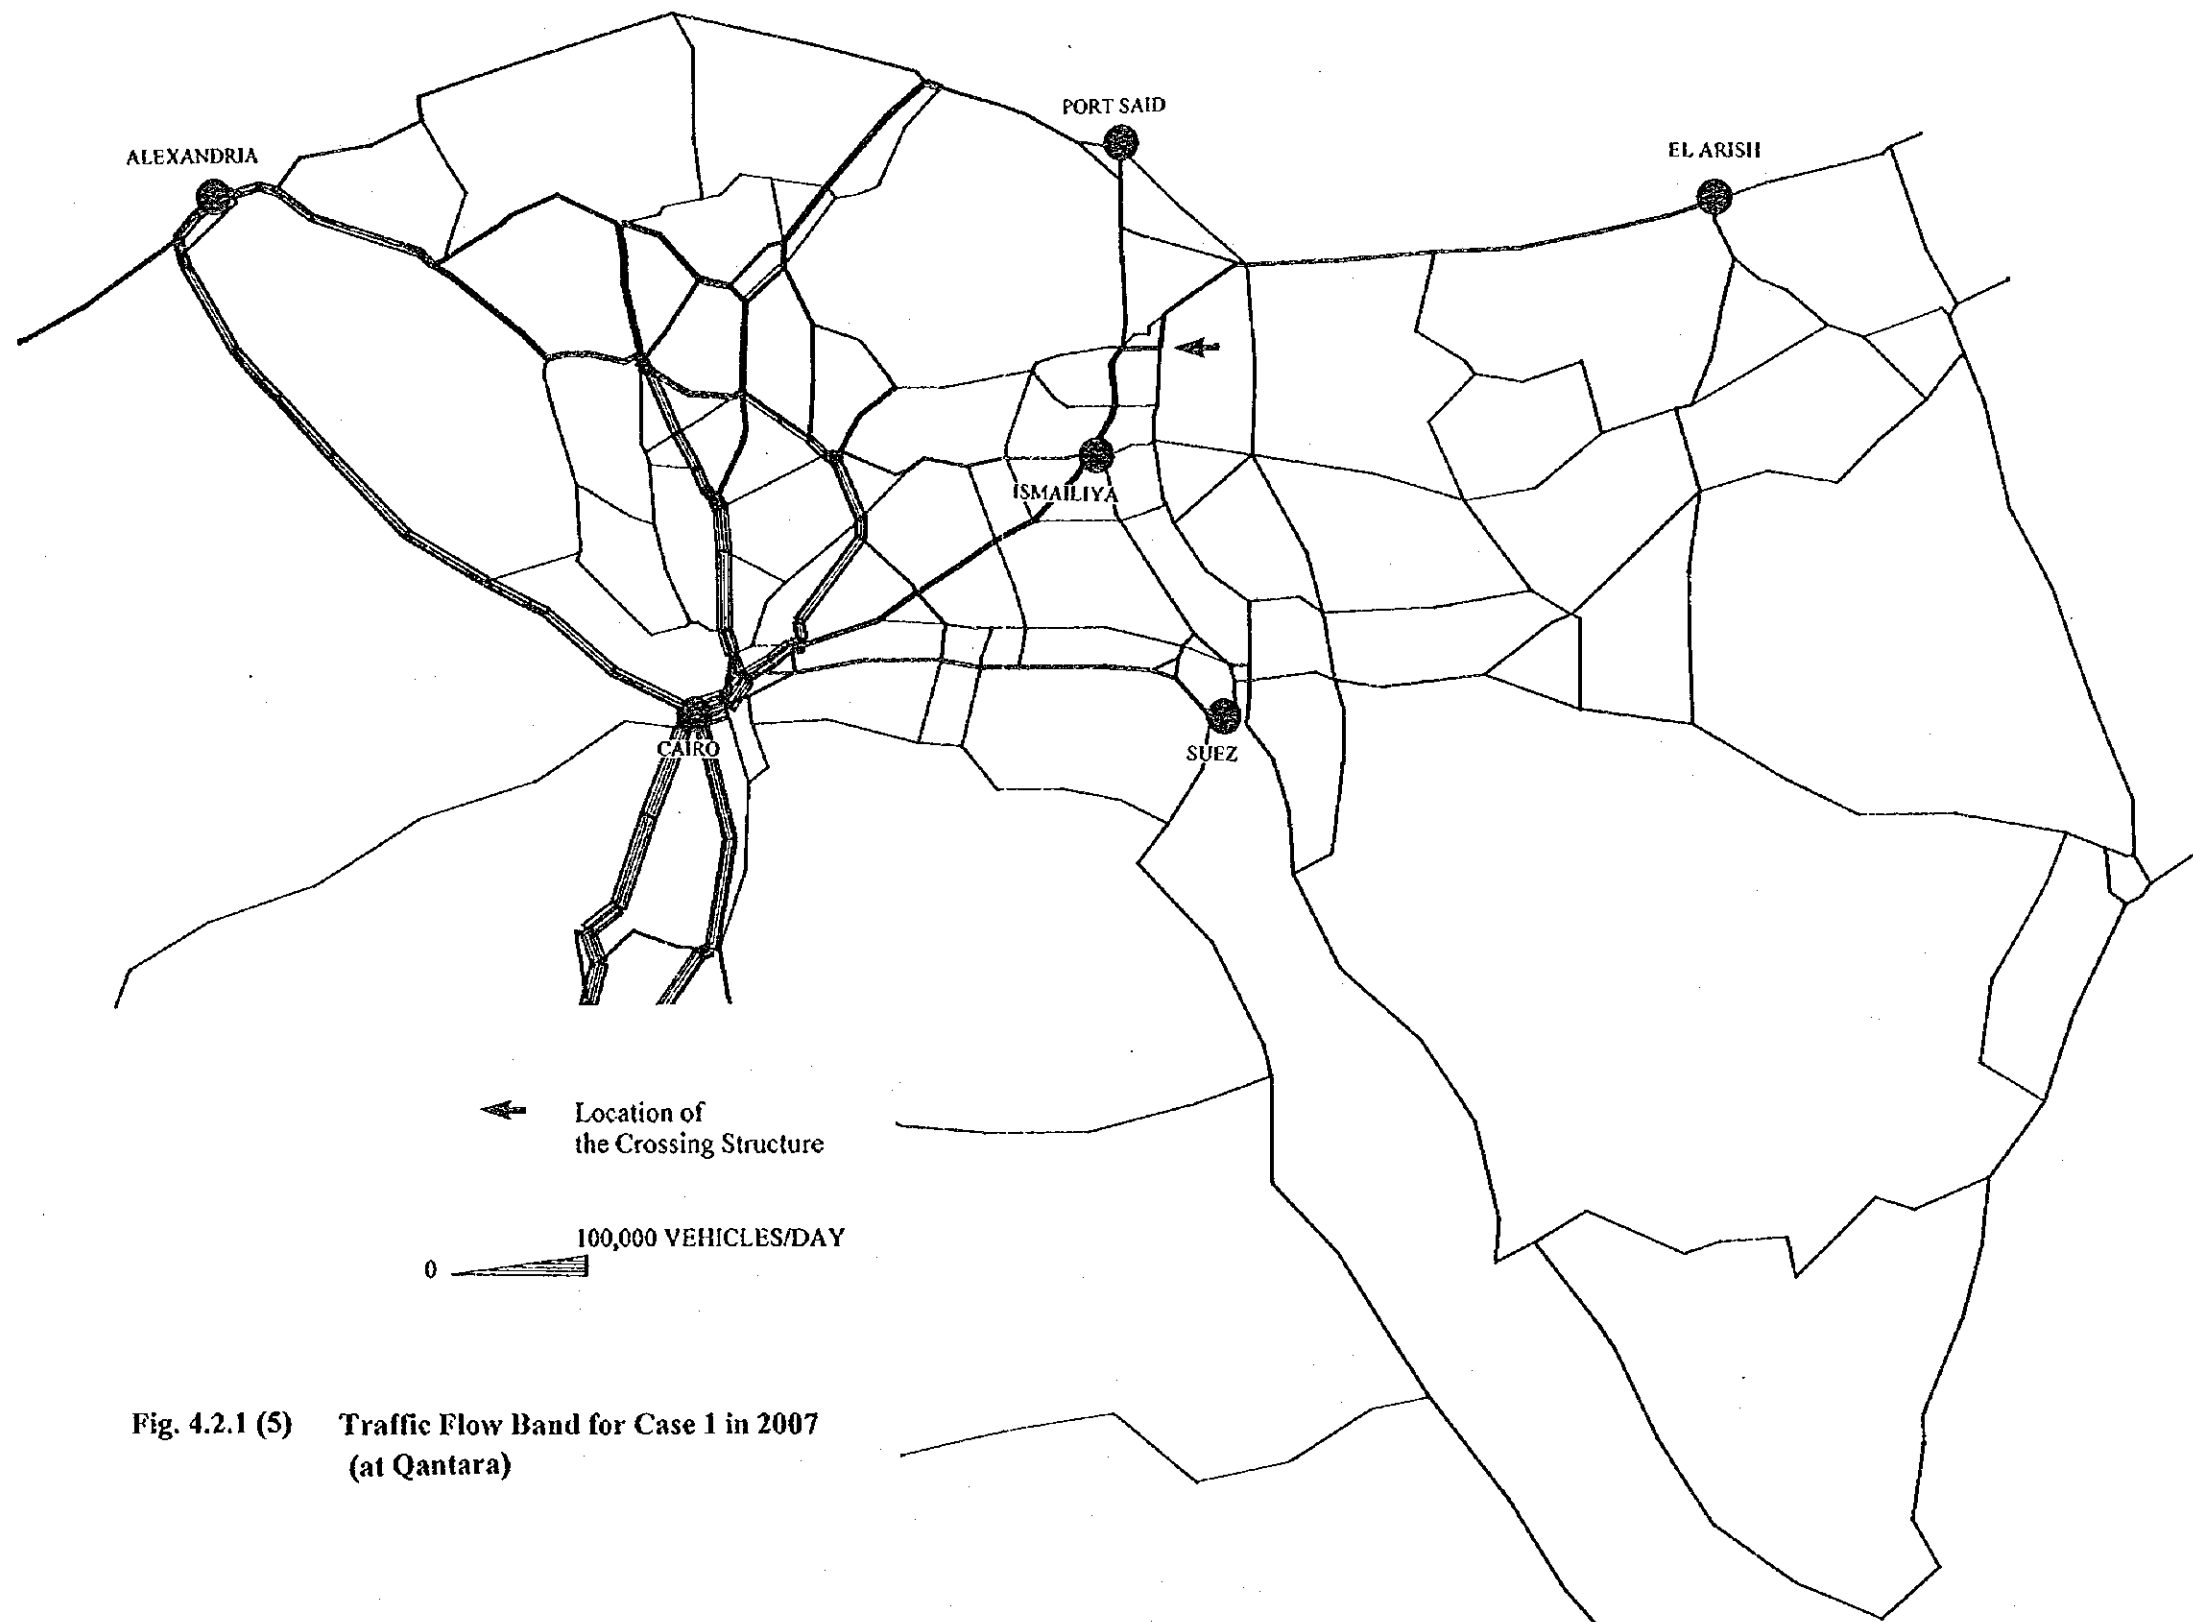 PORT SAID
ALEXANDRIA
EL ARISH
ISMAILIYA
CAIRO
SUEZ
Location of
the Crossing Structure
100,000 VEHICLES/DAY
0
Fig. 4.2.1 (5) Traffic Flow Band for Case 1 in 2007
(at Qantara)